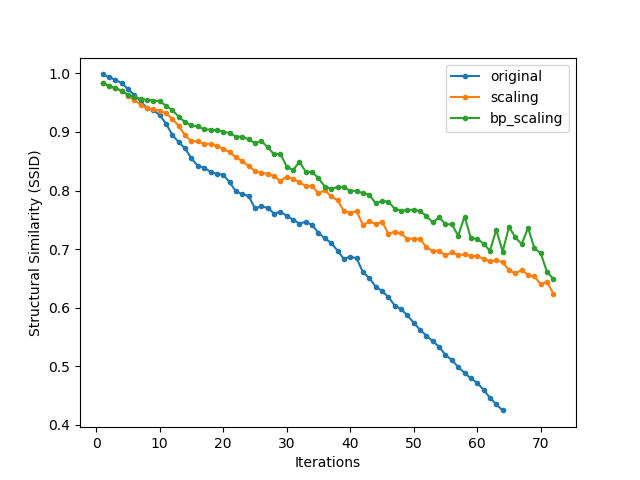 original
scaling
bp_scaling
1.0
0.9
0.8
0.7
0.6
0.5
0.4
Structural Similarity (SSID)
0 10 20 30 40 50 60 70
Iterations